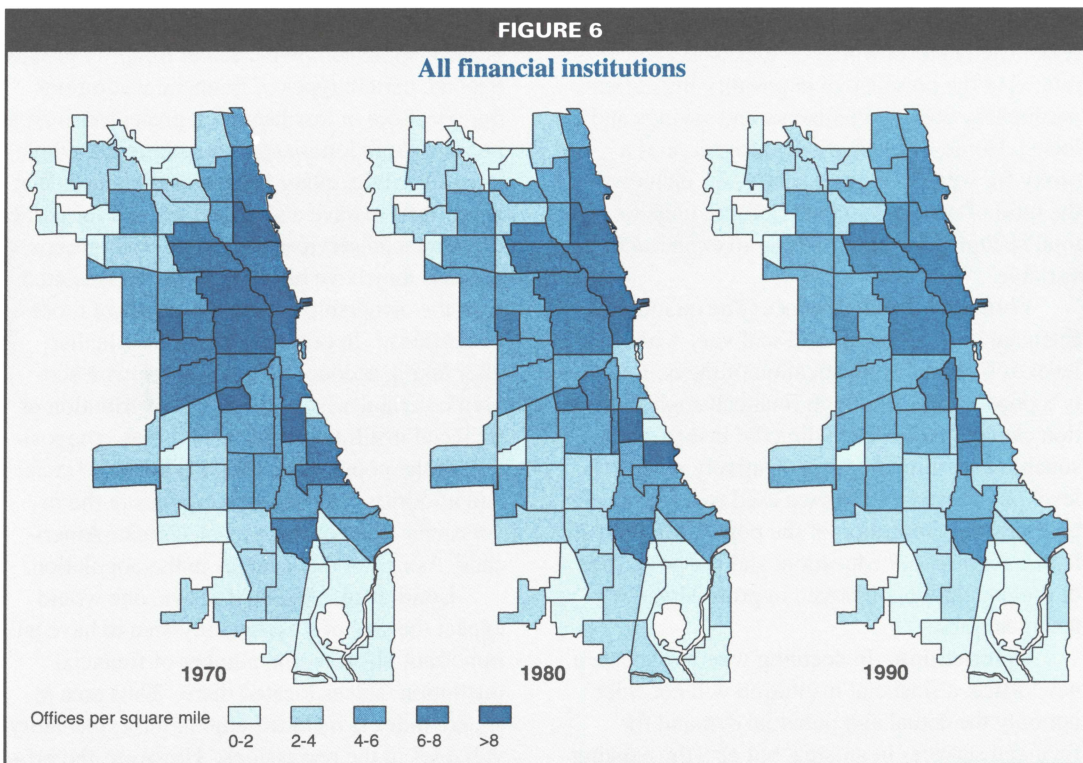 FIGURE 6
All financial institutions
1970
1980
1990
Offices per square mile
0-2
2-4
4-6
6-8
>8